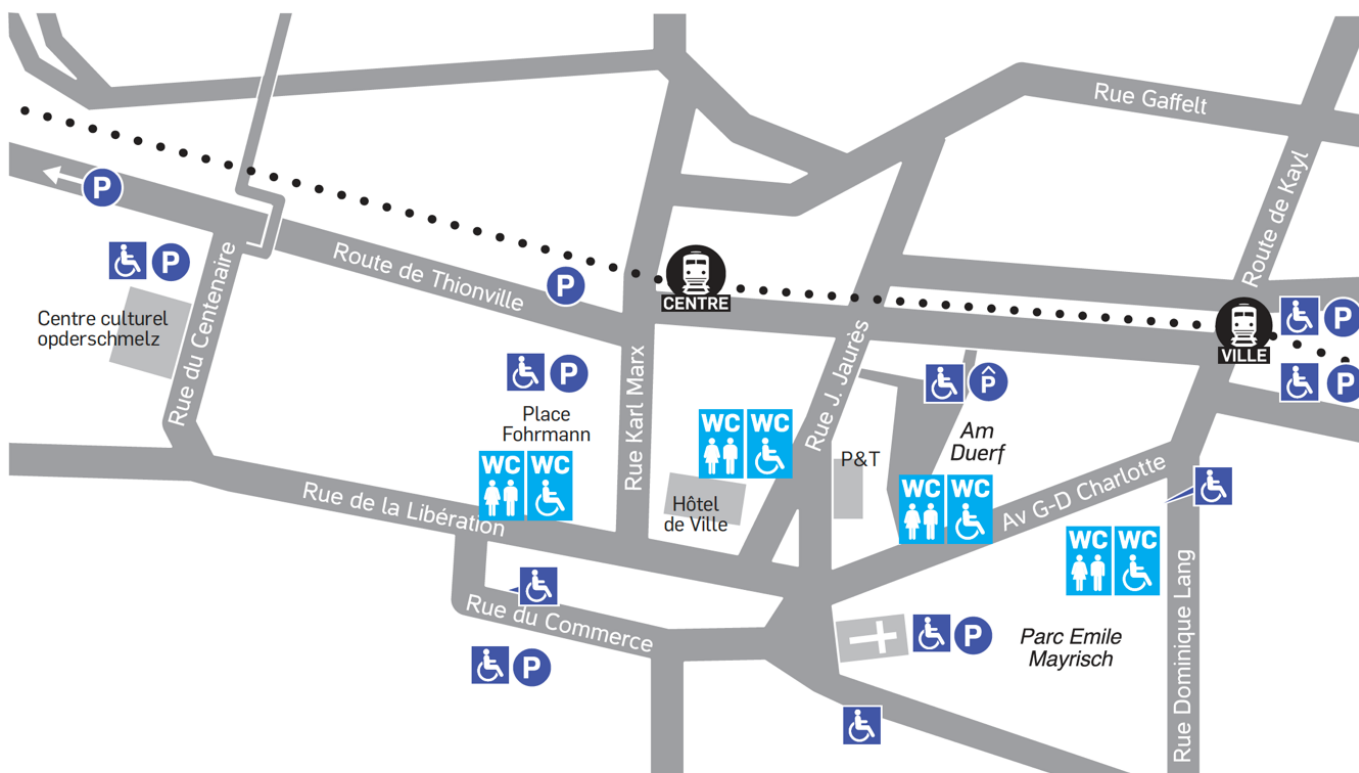 Rue Gaffelt
Route de Kayl
P
Rue du Centenaire
Route de Thionville
P
P
CENTRE
VILLE
P
P
Centre culturel
opderschmelz
P
Place
Fohrmann
Rue Karl Marx
Rue J. Jaurès
P
Am
Duerf
WC
WC
WC
WC
WC
WC
P&T
Hôtel
de Ville
Av G-D Charlotte
Rue de la Libération
WC
WC
Rue du Commerce
P
P
Parc Emile
Mayrisch
Rue Dominique Lang